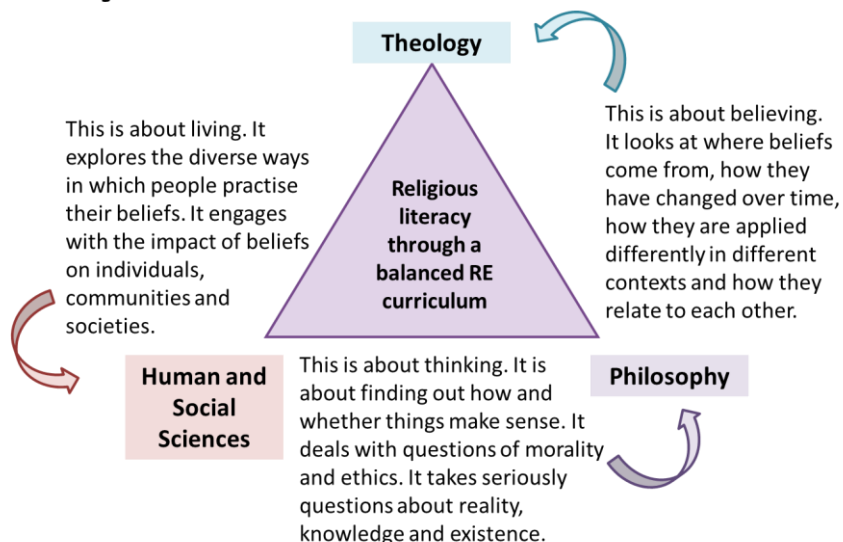 Theology
This is about believing.
It looks at where beliefs
come from, how they
have changed over time,
how they are applied
differently in different
contexts and how they
relate to each other.
This is about living. It
explores the diverse ways
in which people practise
their beliefs. It engages
with the impact of beliefs
on individuals,
communities and
societies.
Religious
literacy
through a
balanced RE
curriculum
Human and
Social
Sciences
This is about thinking. It is
about finding out how and
whether things make sense. It
deals with questions of morality
and ethics. It takes seriously
questions about reality,
knowledge and existence.
Philosophy